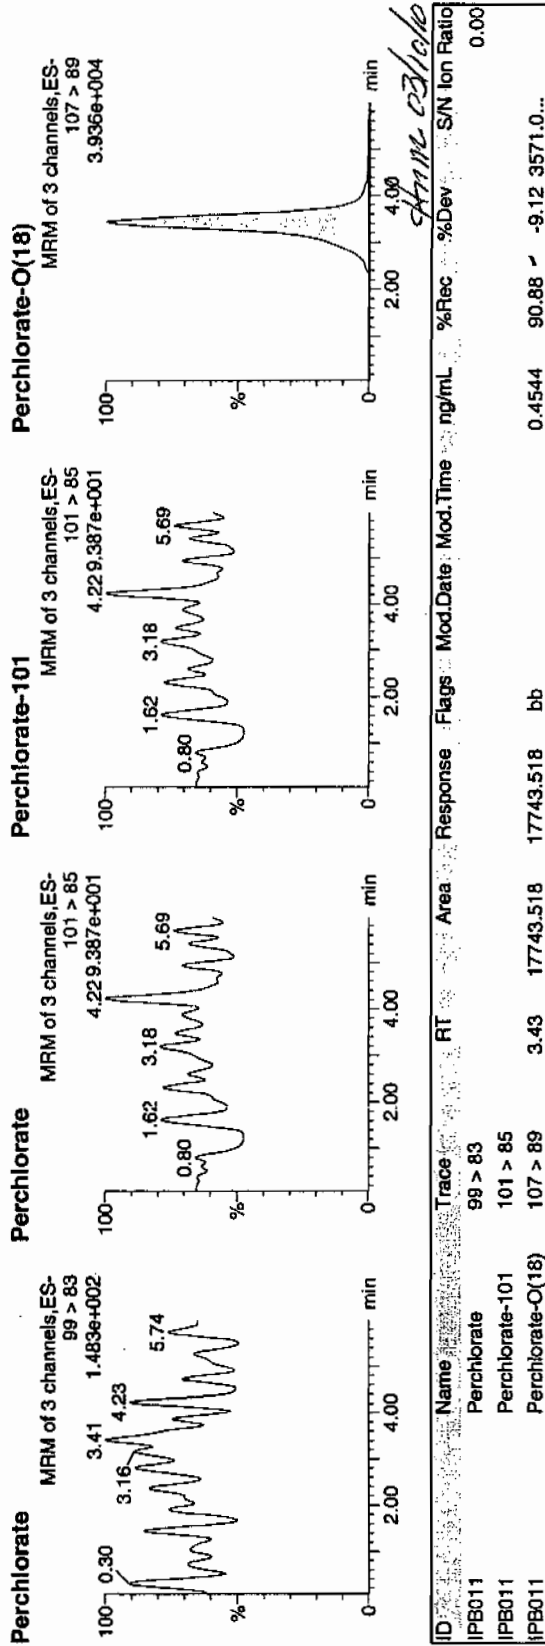 Perchlorate
MRM of 3 channels,ES-
99 > 83
1.483e+002
100
%
0
0.30
3.16
3.41
4.23
5.74
2.00
4.00
min
Perchlorate
MRM of 3 channels,ES-
101 > 85
4.22 9.387e+001
100
%
0
0.80
1.62
3.18
5.69
2.00
4.00
min
Perchlorate-101
MRM of 3 channels,ES-
101 > 85
4.22 9.387e+001
100
%
0
0.80
1.62
3.18
5.69
2.00
4.00
min
Perchlorate-O(18)
MRM of 3 channels,ES-
107 > 89
3.936e+004
100
%
0
2.00
4.00
min
03/10/10
ID Name Trace RT Area Response Flags Mod.Date Mod.Time ng/mL %Rec %Dev S/N Ion Ratio
IPB011 Perchlorate 99 > 83 0.00
IPB011 Perchlorate-101 101 > 85
IPB011 Perchlorate-O(18) 107 > 89 3.43 17743.518 17743.518 bb 0.4544 90.88 -9.12 3571.0...